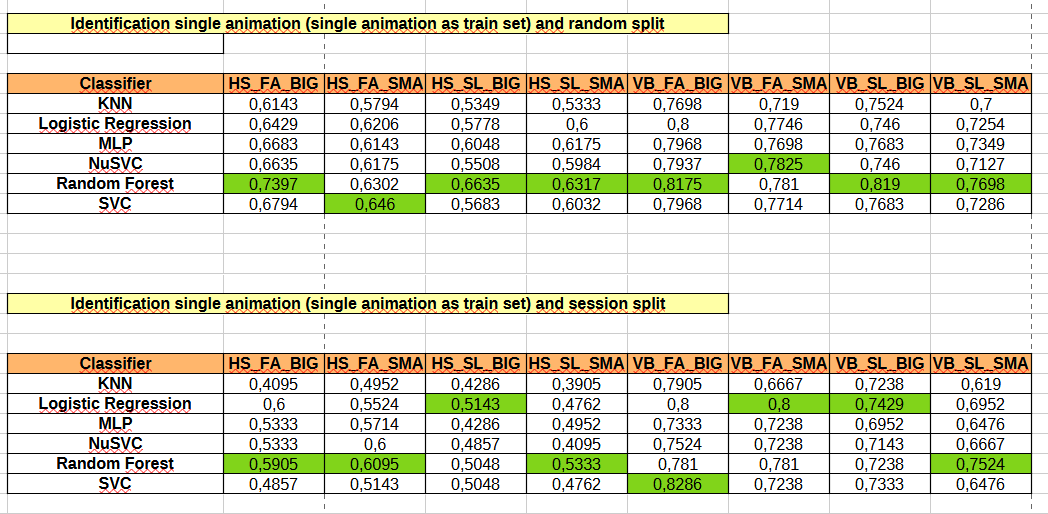 Identification single animation (single animation as train set) and random split
Classifier HS_FA_BIG HS_FA_SMA HS_SL_BIG HS_SL_SMA VB_FA_BIG VB_FA_SMA VB_SL_BIG VB_SL_SMA
KNN 0,6143 0,5794 0,5349 0,5333 0,7698 0,719 0,7524 0,7
Logistic Regression 0,6429 0,6206 0,5778 0,6 0,8 0,7746 0,746 0,7254
MLP 0,6683 0,6143 0,6048 0,6175 0,7968 0,7698 0,7683 0,7349
NuSVC 0,6635 0,6175 0,5508 0,5984 0,7937 0,7825 0,746 0,7127
Random Forest 0,7397 0,6302 0,6635 0,6317 0,8175 0,781 0,819 0,7698
SVC 0,6794 0,646 0,5683 0,6032 0,7968 0,7714 0,7683 0,7286
Identification single animation (single animation as train set) and session split
Classifier HS_FA_BIG HS_FA_SMA HS_SL_BIG HS_SL_SMA VB_FA_BIG VB_FA_SMA VB_SL_BIG VB_SL_SMA
KNN 0,4095 0,4952 0,4286 0,3905 0,7905 0,6667 0,7238 0,619
Logistic Regression 0,6 0,5524 0,5143 0,4762 0,8 0,8 0,7429 0,6952
MLP 0,5333 0,5714 0,4286 0,4952 0,7333 0,7238 0,6952 0,6476
NuSVC 0,5333 0,6 0,4857 0,4095 0,7524 0,7238 0,7143 0,6667
Random Forest 0,5905 0,6095 0,5048 0,5333 0,781 0,781 0,7238 0,7524
SVC 0,4857 0,5143 0,5048 0,4762 0,8286 0,7238 0,7333 0,6476